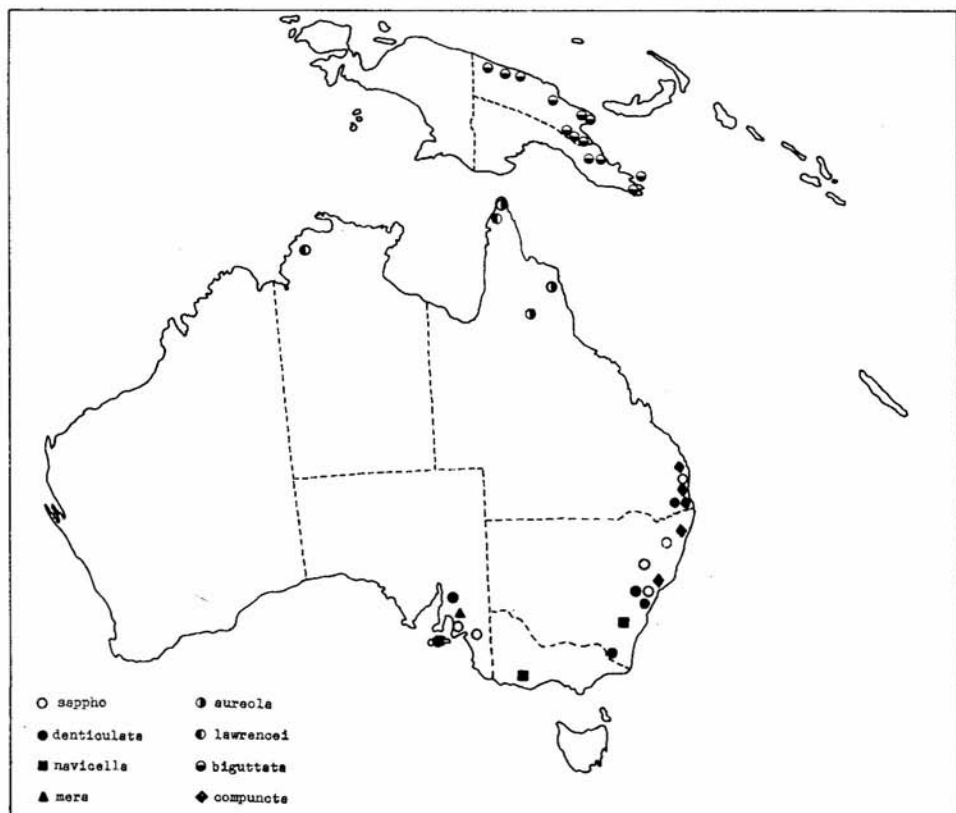 sappho
denticulata
navicella
mera
aureola
lawrencei
biguttata
compuncta